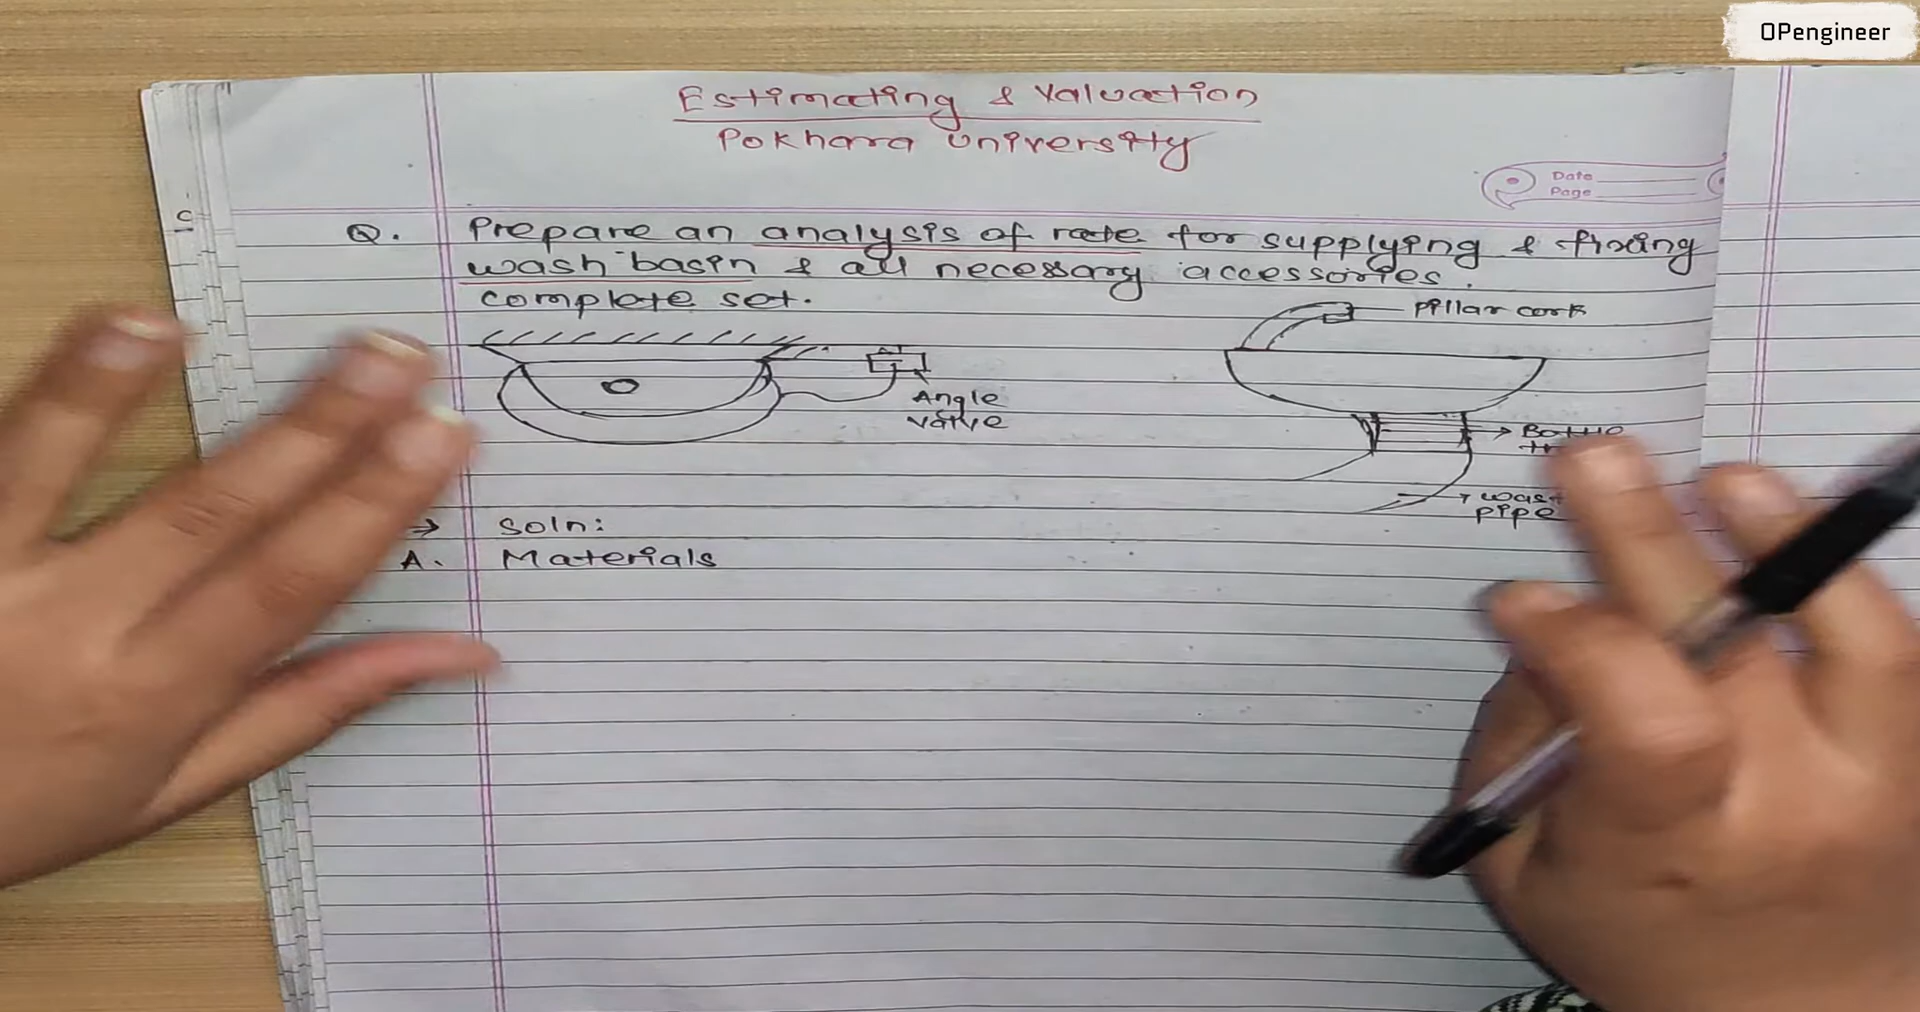 OPengineer
Estimating & Valuation
Pokhara University
Date
Page
Q. Prepare an analysis of rate for supplying & fixing
wash basin & all necessary accessories.
complete set.
Pillar cork
Angle
valve
pipe
→ Soln:
A. Materials